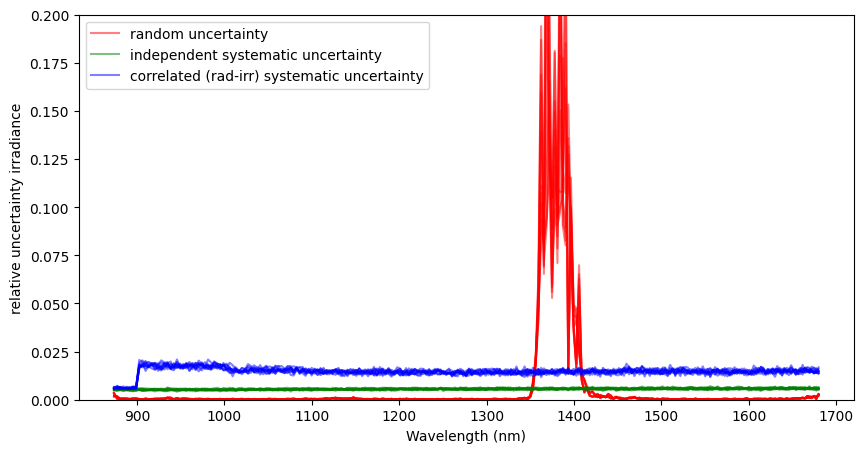 random uncertainty
independent systematic uncertainty
correlated (rad-irr) systematic uncertainty
relative uncertainty irradiance
0.200
0.175
0.150
0.125
0.100
0.075
0.050
0.025
0.000
900 1000 1100 1200 1300 1400 1500 1600 1700
Wavelength (nm)